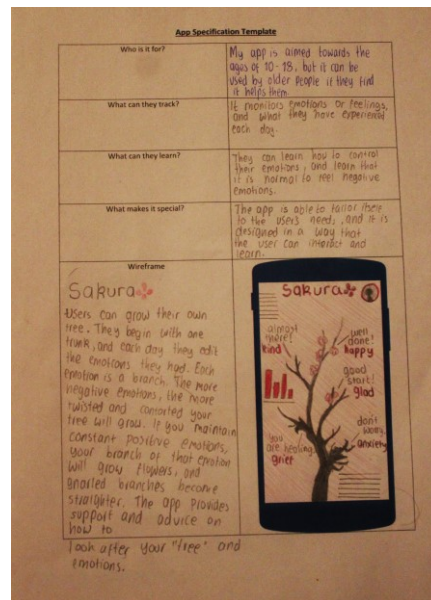 App Specification Template
Who is it for?
My app is aimed towards the
ages of 10-18, but it can be
used by older people if they find
it helps them.
What can they track?
It monitors emotions or feelings,
and what they have experienced
each day.
What can they learn?
They can learn how to control
their emotions, and learn that
it is normal to feel negative
emotions.
What makes it special?
The app is able to tailor itself
to the users needs, and it is
designed in a way that
the user can interact and
learn.
Wireframe
Sakura
Users can grow their own
tree. They begin with one
trunk, and each day they edit
the emotions they had. Each
emotion is a branch. The more
negative emotions, the more
twisted and contorted your
tree will grow. If you maintain
constant positive emotions,
your branch of that emotion
will grow flowers, and
gnarled branches become
straighter. The app provides
support and advice on
how to
look after your "tree" and
emotions.
Sakura
almost
there!
kind
well
done!
happy
good
start!
glad
don't
worry,
anxiety
you
are healing
grief